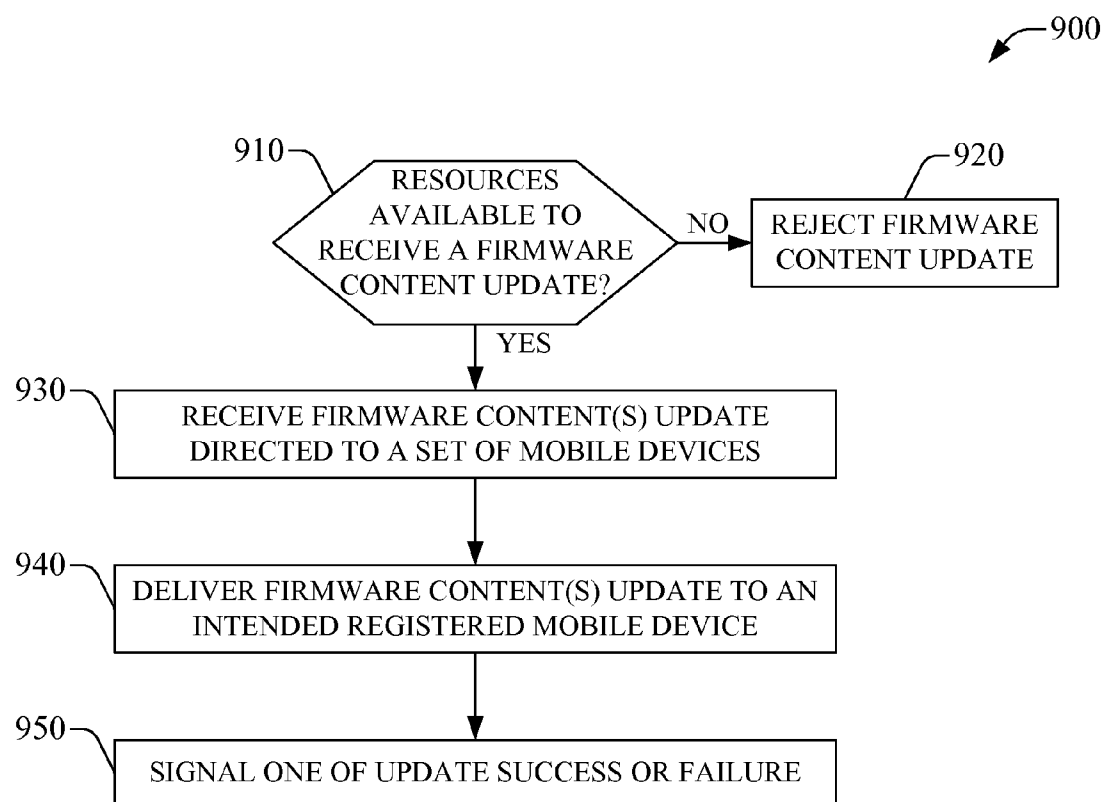 900
910
RESOURCES
AVAILABLE TO
RECEIVE A FIRMWARE
CONTENT UPDATE?
NO
920
REJECT FIRMWARE
CONTENT UPDATE
YES
930
RECEIVE FIRMWARE CONTENT(S) UPDATE
DIRECTED TO A SET OF MOBILE DEVICES
940
DELIVER FIRMWARE CONTENT(S) UPDATE TO AN
INTENDED REGISTERED MOBILE DEVICE
950
SIGNAL ONE OF UPDATE SUCCESS OR FAILURE